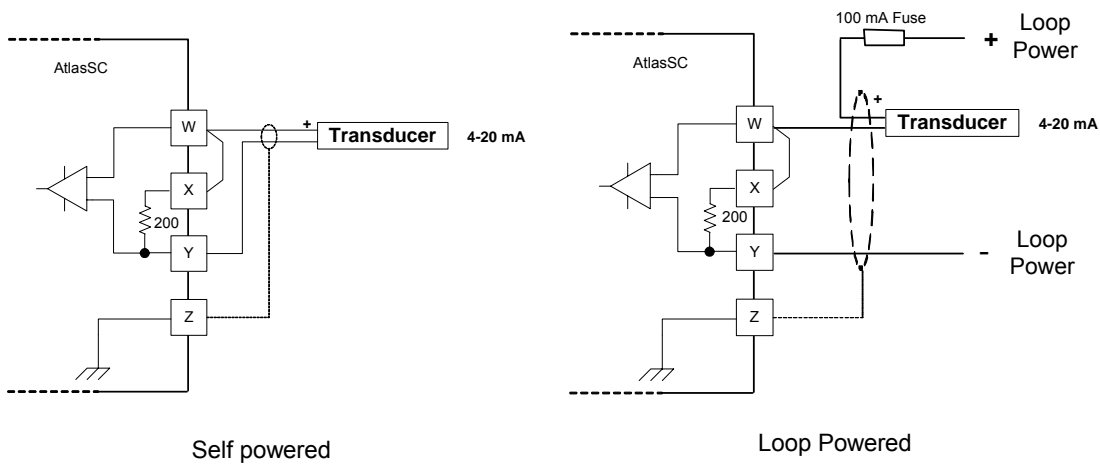 AtlasSC
W
X
200
Y
Z
+
Transducer
4-20 mA
Self powered
100 mA Fuse
+ Loop
Power
AtlasSC
W
X
200
Y
Z
+
Transducer
4-20 mA
- Loop
Power
Loop Powered